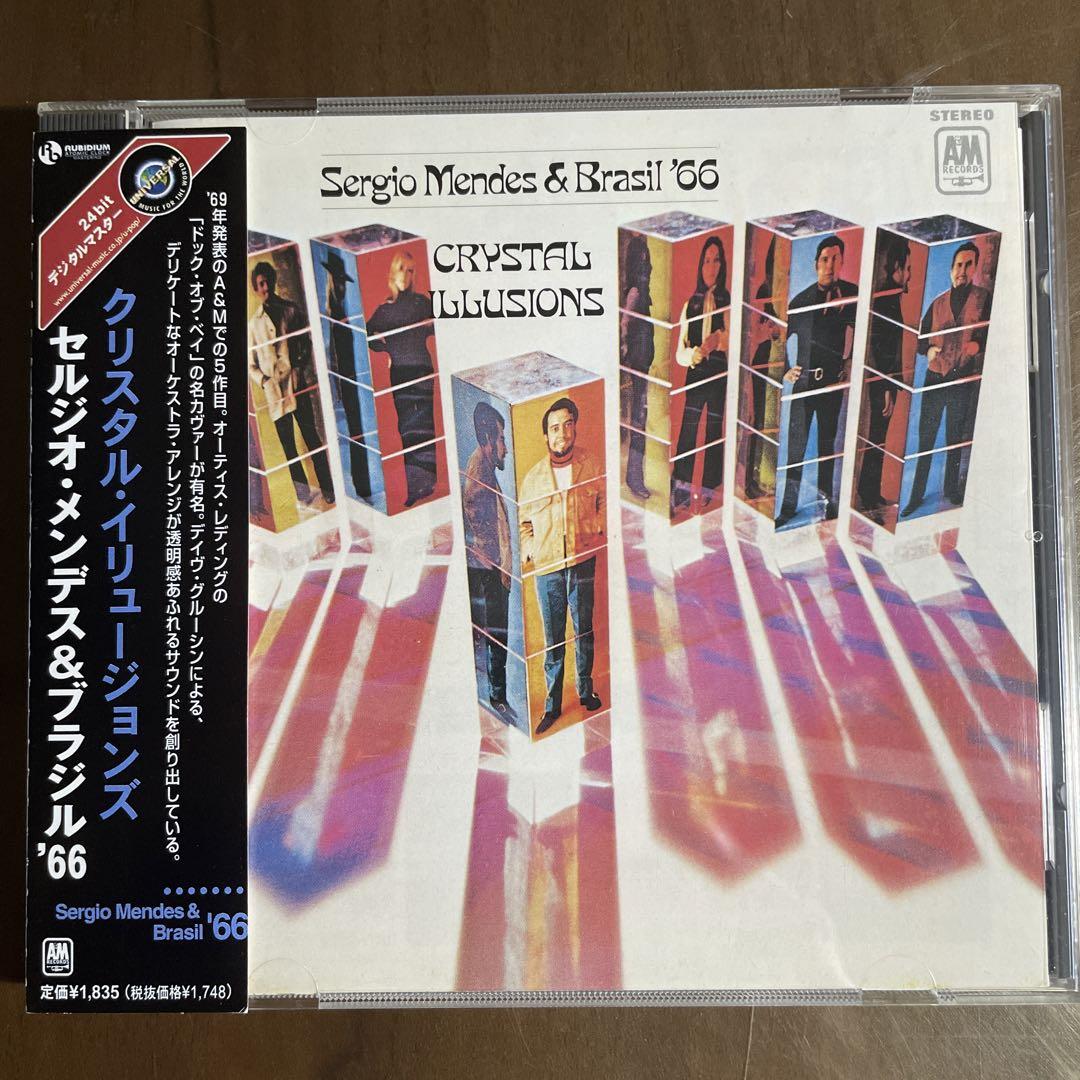 RUBIDIUM
ATOMIC CLOCK
MASTERING
UNIVERSAL
MUSIC FOR THE WORLD
24bit
デジタルマスター
www.universal-music.co.jp/u-pop/
'69年発表のA&Mでの5作目。オーティス・レディングの
「ドック・オブ・ベイ」の名カヴァーが有名。デイヴ・グルーシンによる、
デリケートなオーケストラ・アレンジが透明感あふれるサウンドを創り出している。
クリスタル・イリュージョンズ
セルジオ・メンデス&ブラジル'66
Sergio Mendes &
Brasil '66
A&M
RECORDS
定価¥1,835(税抜価格¥1,748)
STEREO
A&M
RECORDS
Sergio Mendes & Brasil '66
CRYSTAL
ILLUSIONS